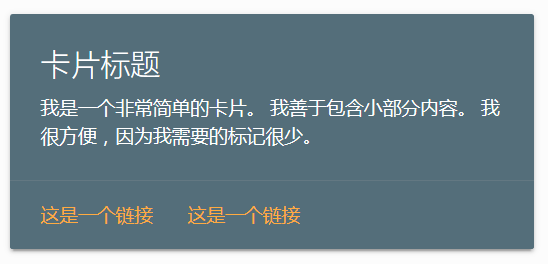 卡片标题
我是一个非常简单的卡片。 我善于包含小部分内容。 我
很方便，因为我需要的标记很少。
这是一个链接 这是一个链接